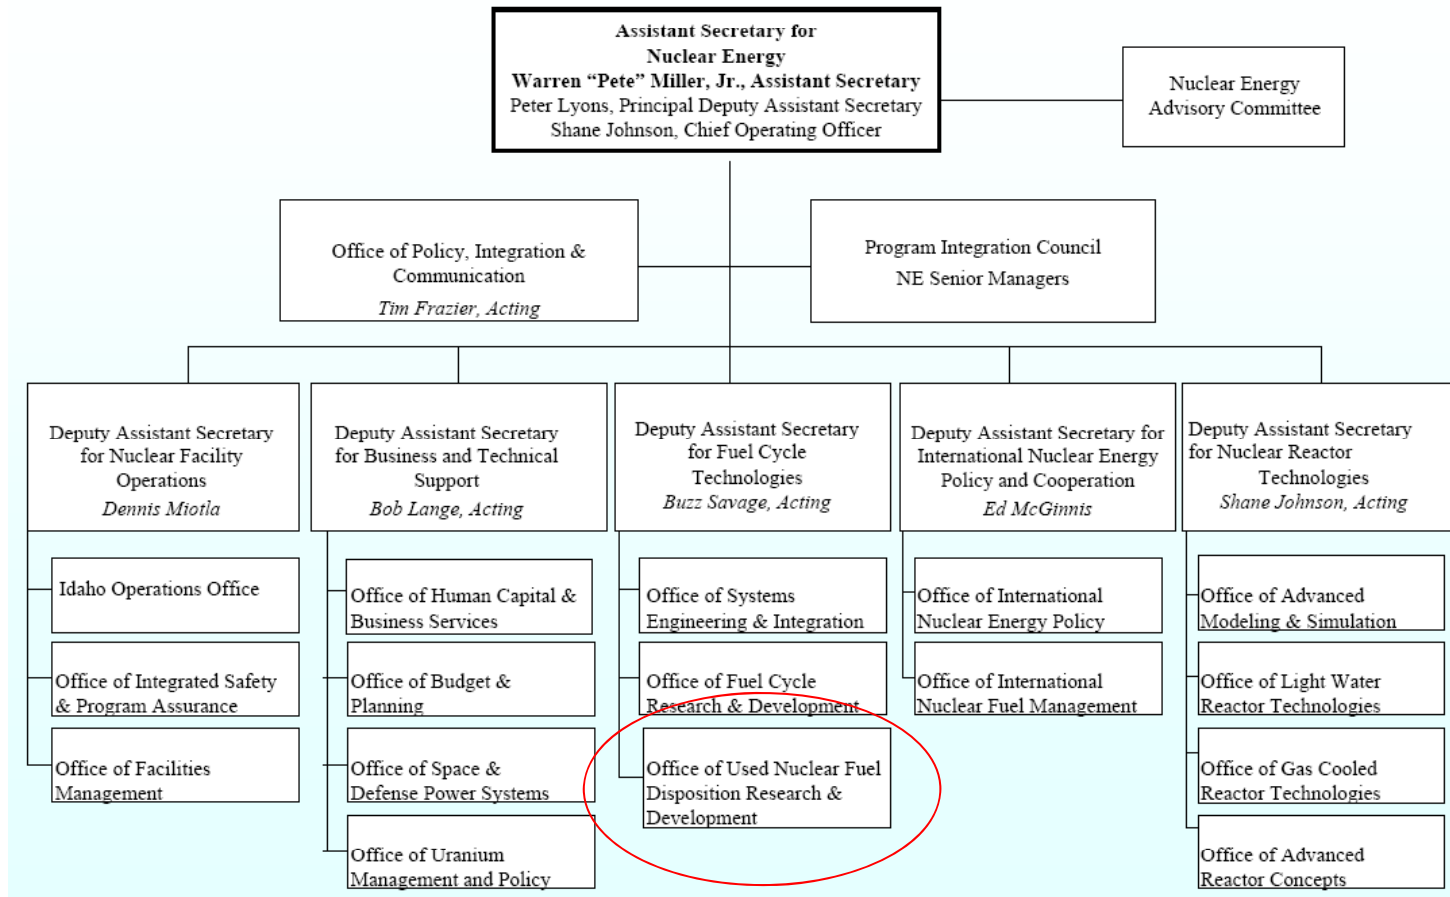 Assistant Secretary for
Nuclear Energy
Warren “Pete” Miller, Jr., Assistant Secretary
Peter Lyons, Principal Deputy Assistant Secretary
Shane Johnson, Chief Operating Officer
Nuclear Energy
Advisory Committee
Office of Policy, Integration &
Communication
Tim Frazier, Acting
Program Integration Council
NE Senior Managers
Deputy Assistant Secretary
for Nuclear Facility
Operations
Dennis Miotla
Deputy Assistant Secretary
for Business and Technical
Support
Bob Lange, Acting
Deputy Assistant Secretary
for Fuel Cycle
Technologies
Buzz Savage, Acting
Deputy Assistant Secretary for
International Nuclear Energy
Policy and Cooperation
Ed McGinnis
Deputy Assistant Secretary
for Nuclear Reactor
Technologies
Shane Johnson, Acting
Idaho Operations Office
Office of Integrated Safety
& Program Assurance
Office of Facilities
Management
Office of Human Capital &
Business Services
Office of Budget &
Planning
Office of Space &
Defense Power Systems
Office of Uranium
Management and Policy
Office of Systems
Engineering & Integration
Office of Fuel Cycle
Research & Development
Office of Used Nuclear Fuel
Disposition Research &
Development
Office of International
Nuclear Energy Policy
Office of International
Nuclear Fuel Management
Office of Advanced
Modeling & Simulation
Office of Light Water
Reactor Technologies
Office of Gas Cooled
Reactor Technologies
Office of Advanced
Reactor Concepts